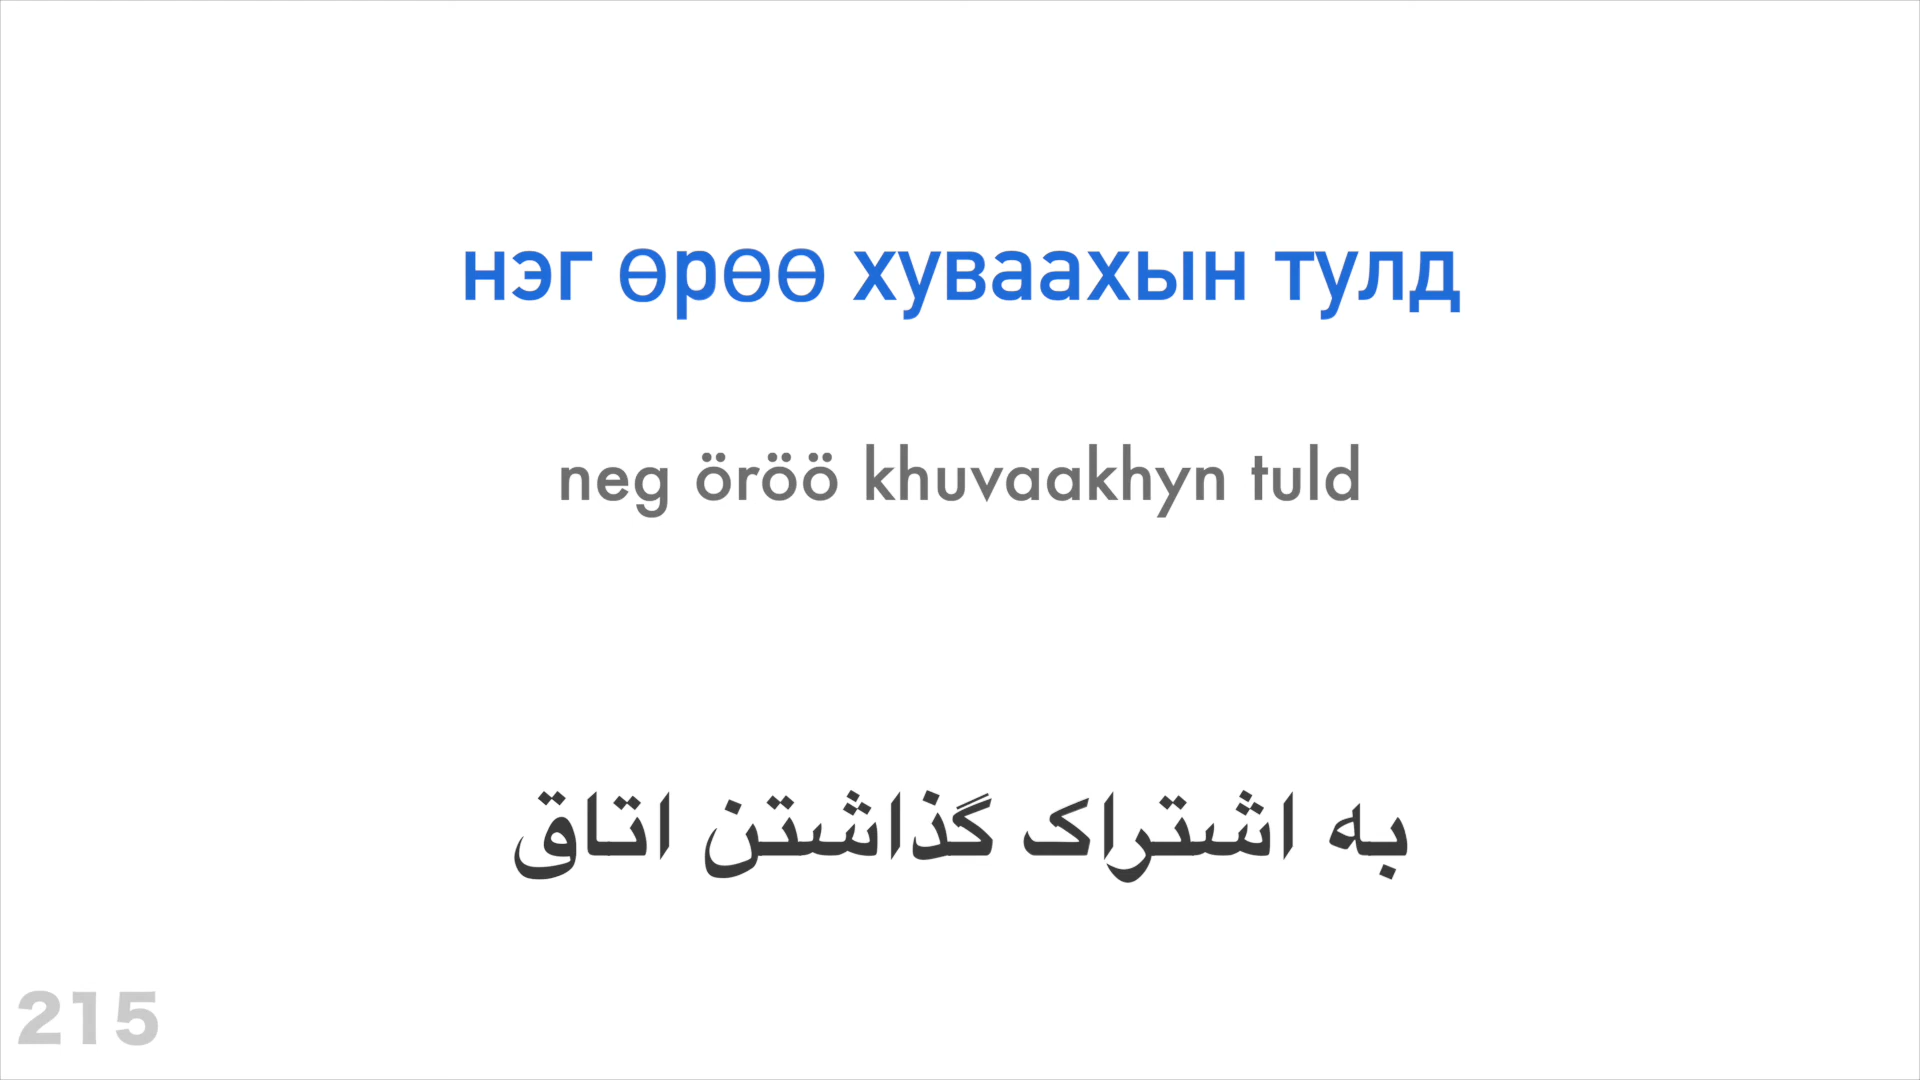 нэг өрөө хуваахын тулд
neg öröö khuvaakhyn tuld
به اشتراک گذاشتن اتاق
215